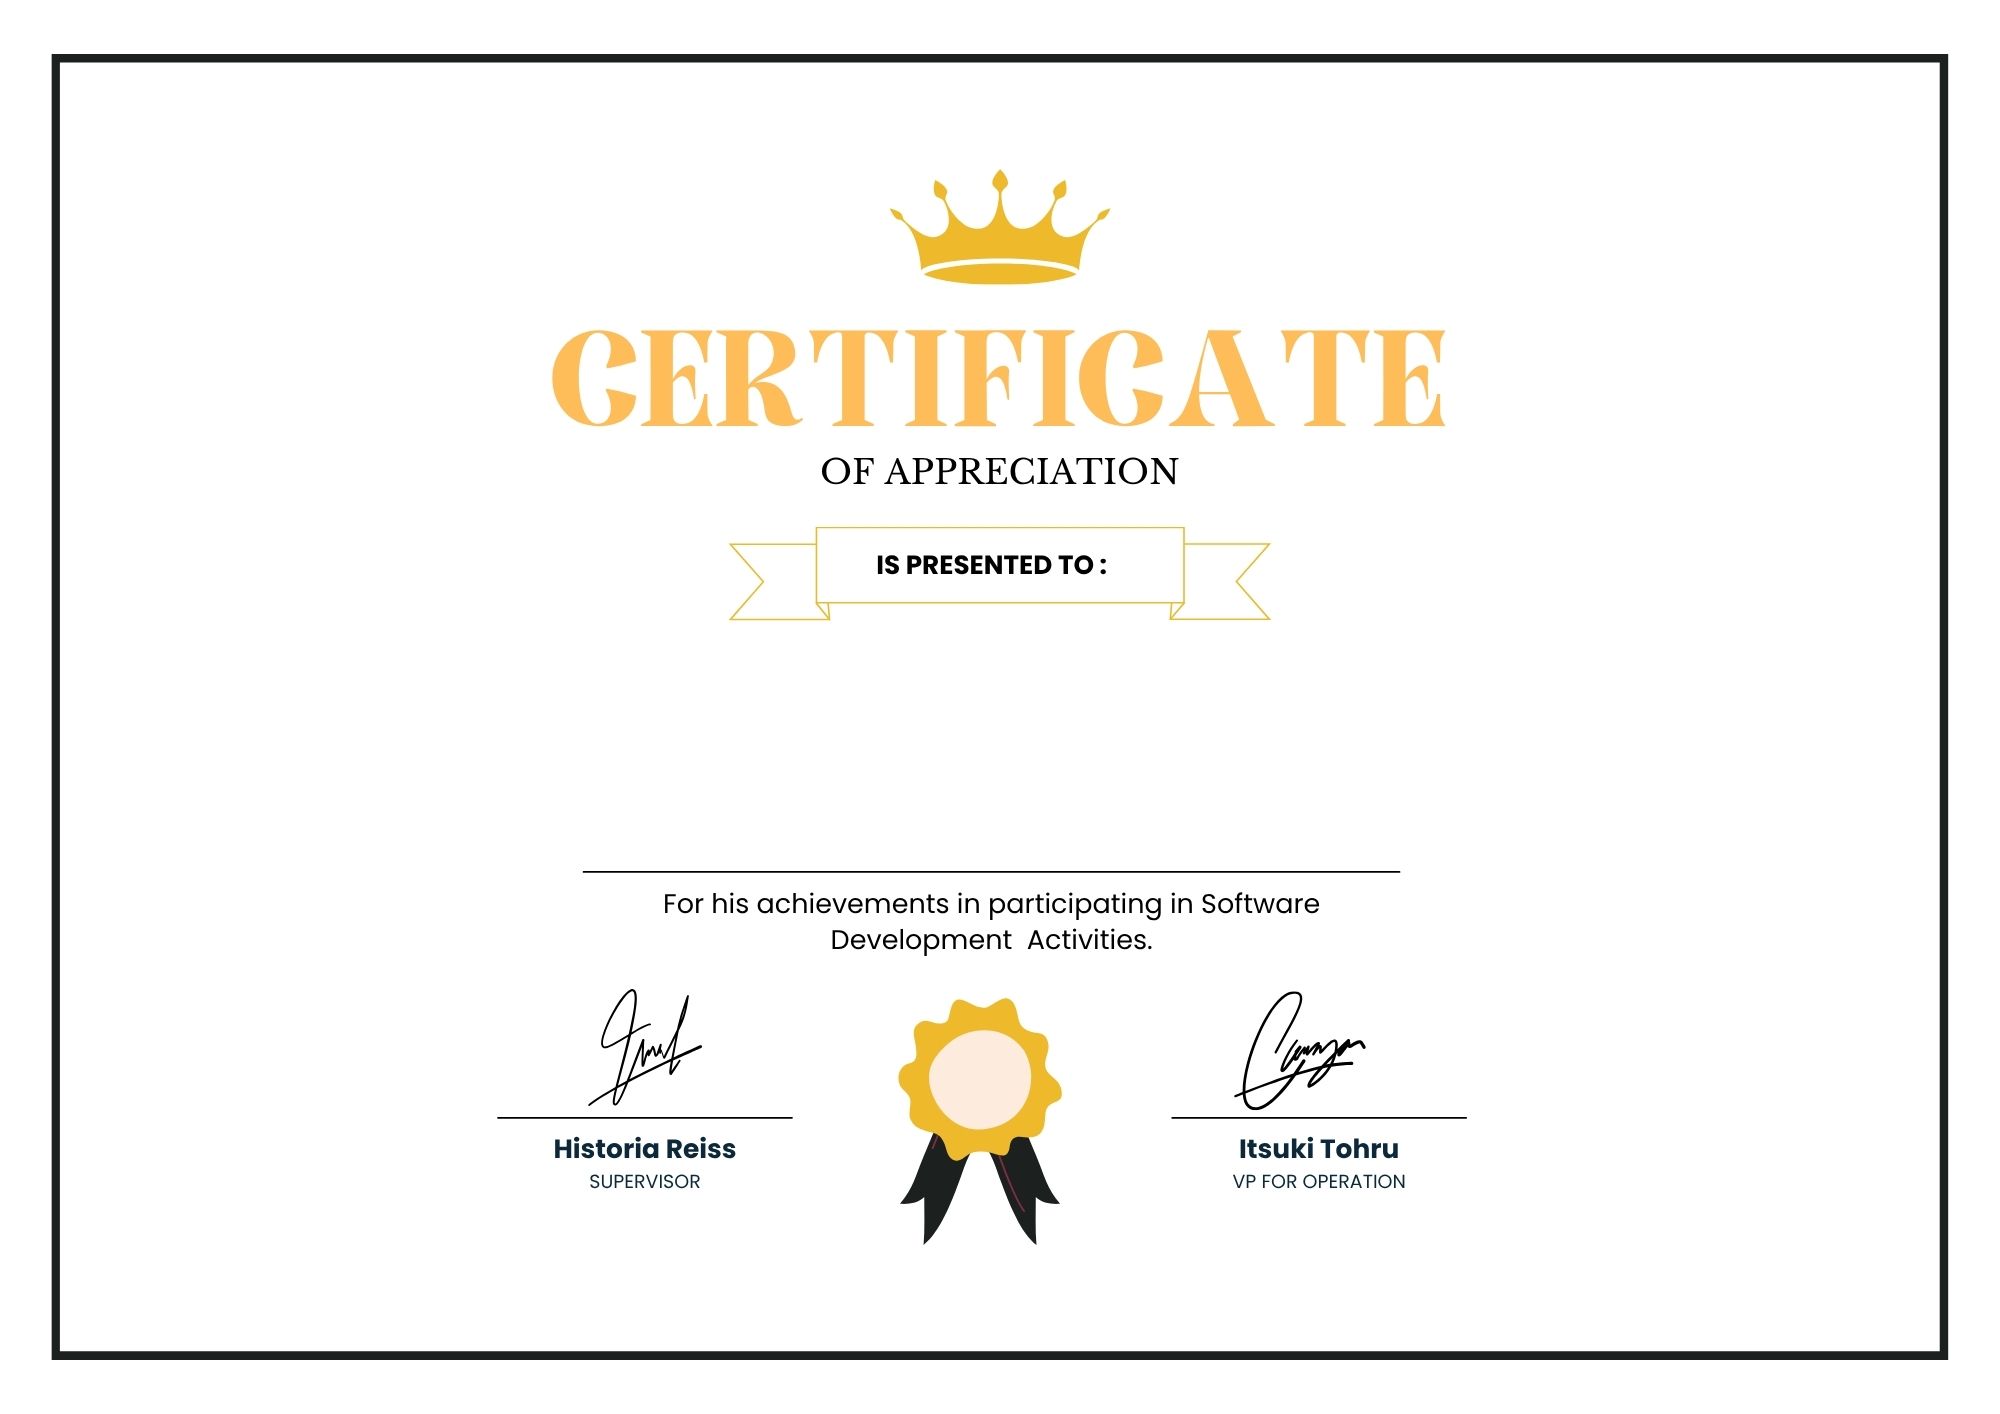 CERTIFICATE
OF APPRECIATION
IS PRESENTED TO :
For his achievements in participating in Software
Development  Activities.
Historia Reiss
SUPERVISOR
Itsuki Tohru
VP FOR OPERATION